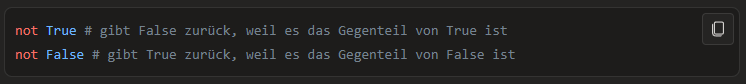 not True # gibt False zurück, weil es das Gegenteil von True ist
not False # gibt True zurück, weil es das Gegenteil von False ist